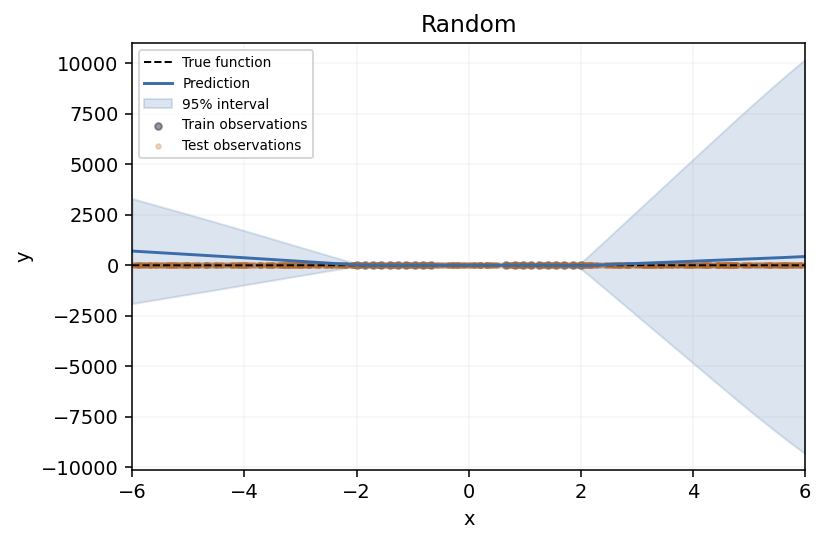 Random
True function
Prediction
95% interval
Train observations
Test observations
10000
7500
5000
2500
0
−2500
−5000
−7500
−10000
y
−6
−4
−2
0
2
4
6
x